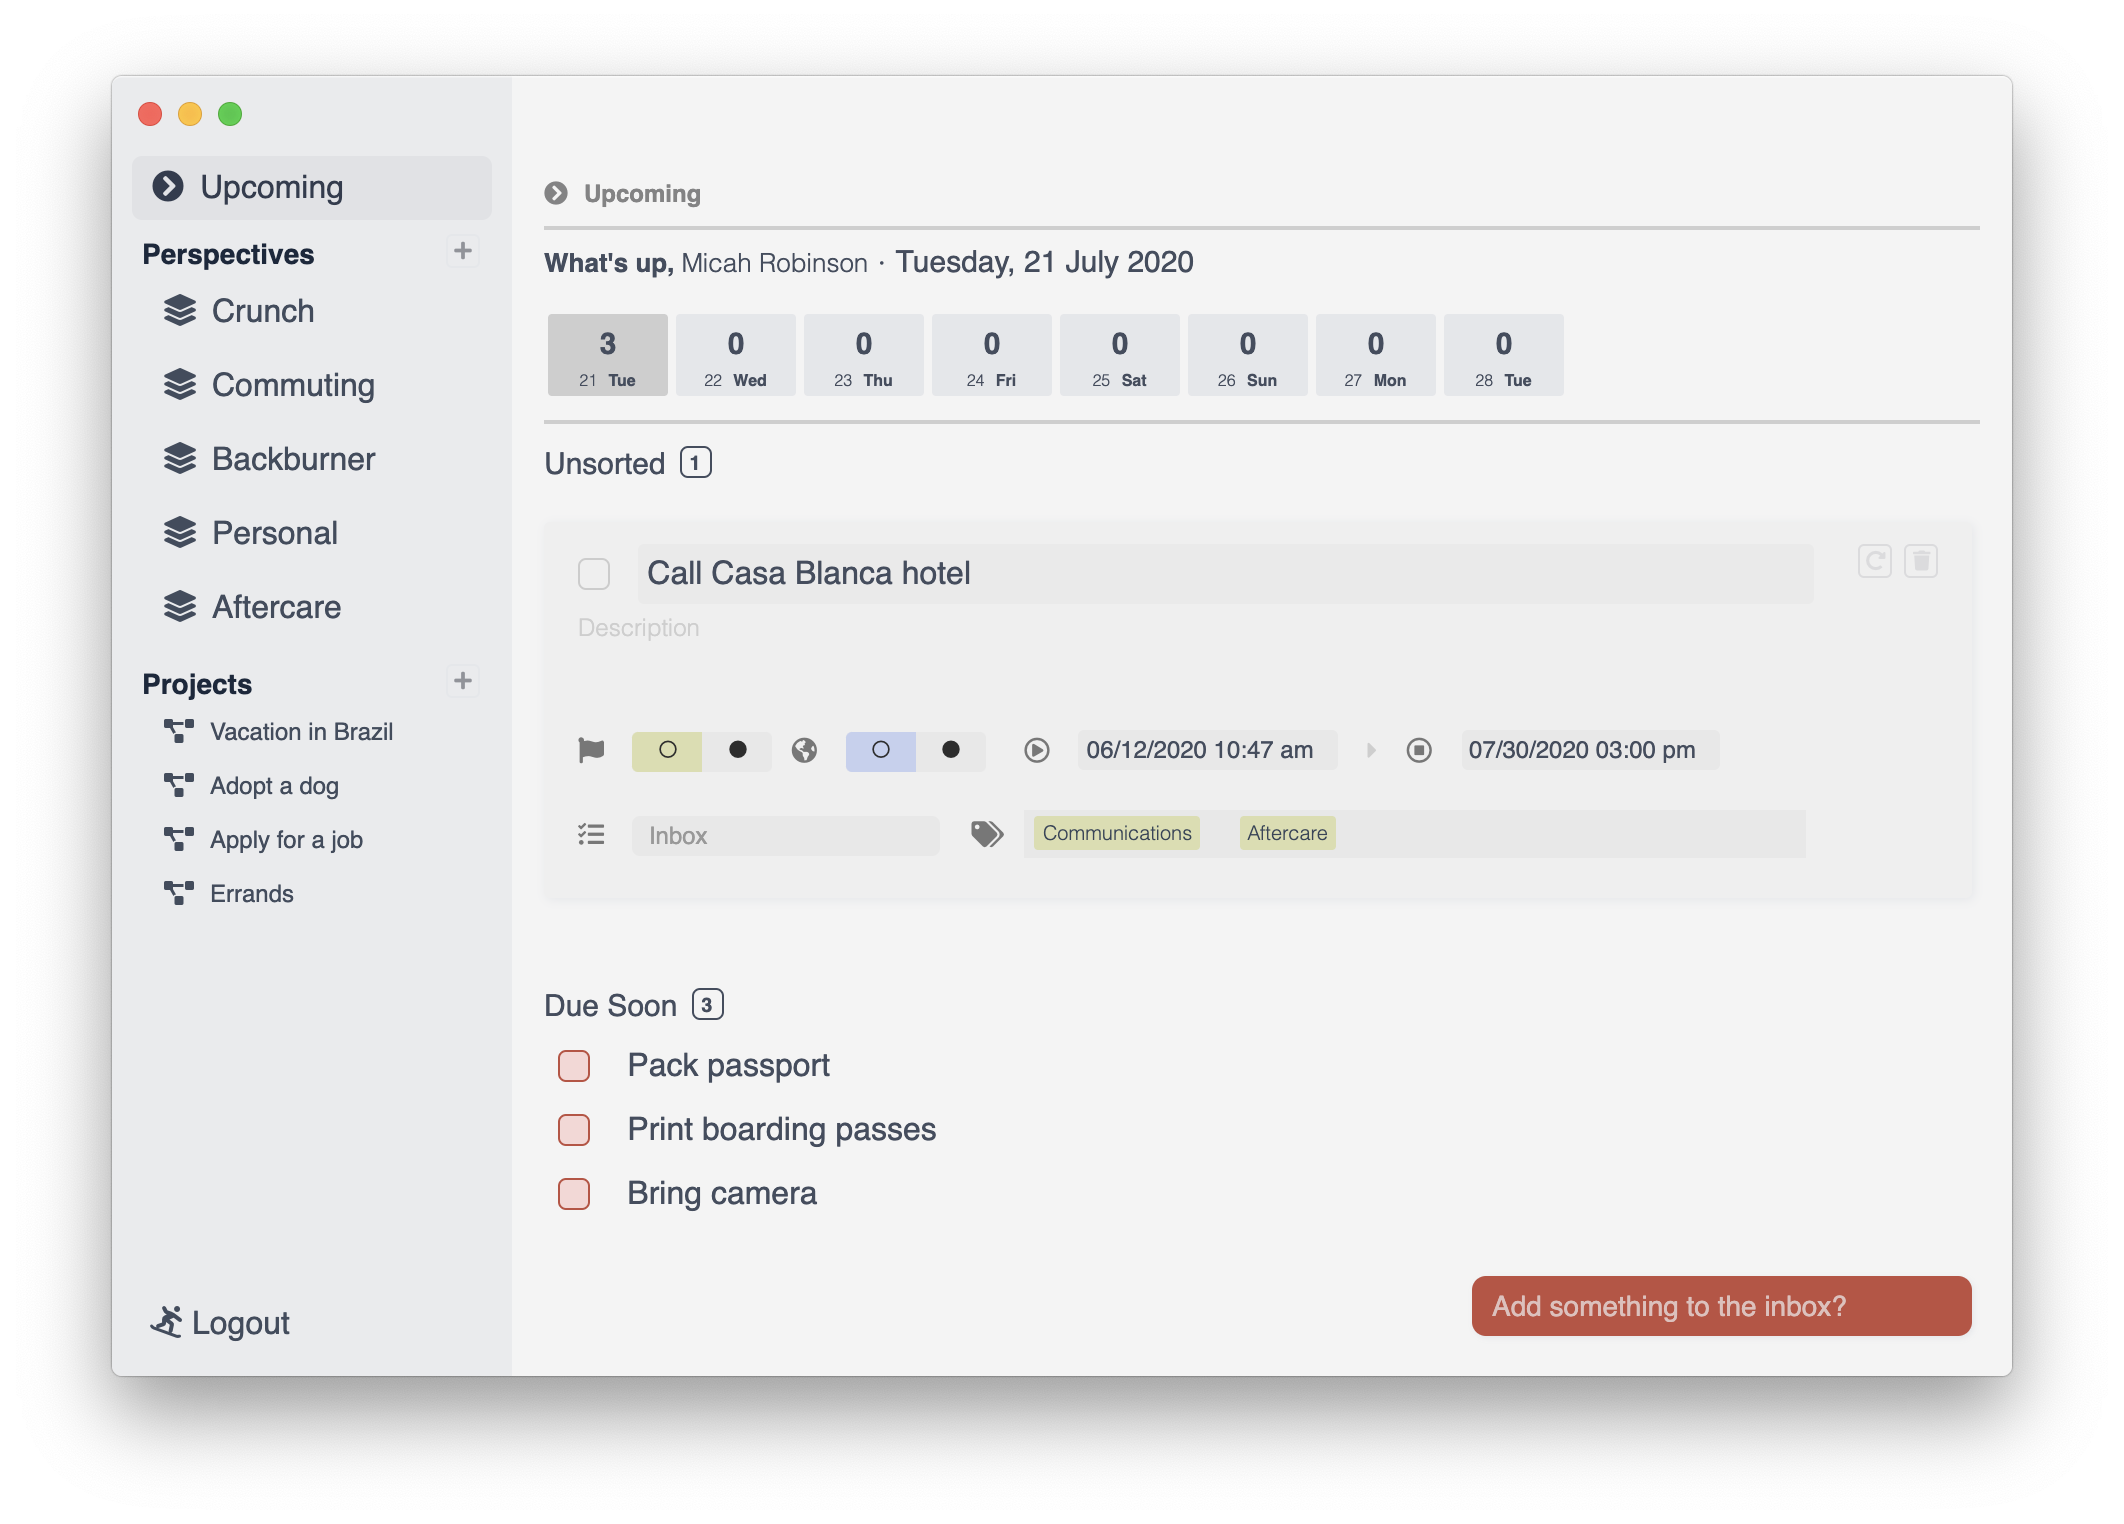 Upcoming
Perspectives
Crunch
Commuting
Backburner
Personal
Aftercare
Projects
Vacation in Brazil
Adopt a dog
Apply for a job
Errands
Logout
Upcoming
What's up, Micah Robinson · Tuesday, 21 July 2020
3 0 0 0 0 0 0 0
21 Tue 22 Wed 23 Thu 24 Fri 25 Sat 26 Sun 27 Mon 28 Tue
Unsorted 1
Call Casa Blanca hotel
Description
06/12/2020 10:47 am 07/30/2020 03:00 pm
Inbox Communications Aftercare
Due Soon 3
Pack passport
Print boarding passes
Bring camera
Add something to the inbox?